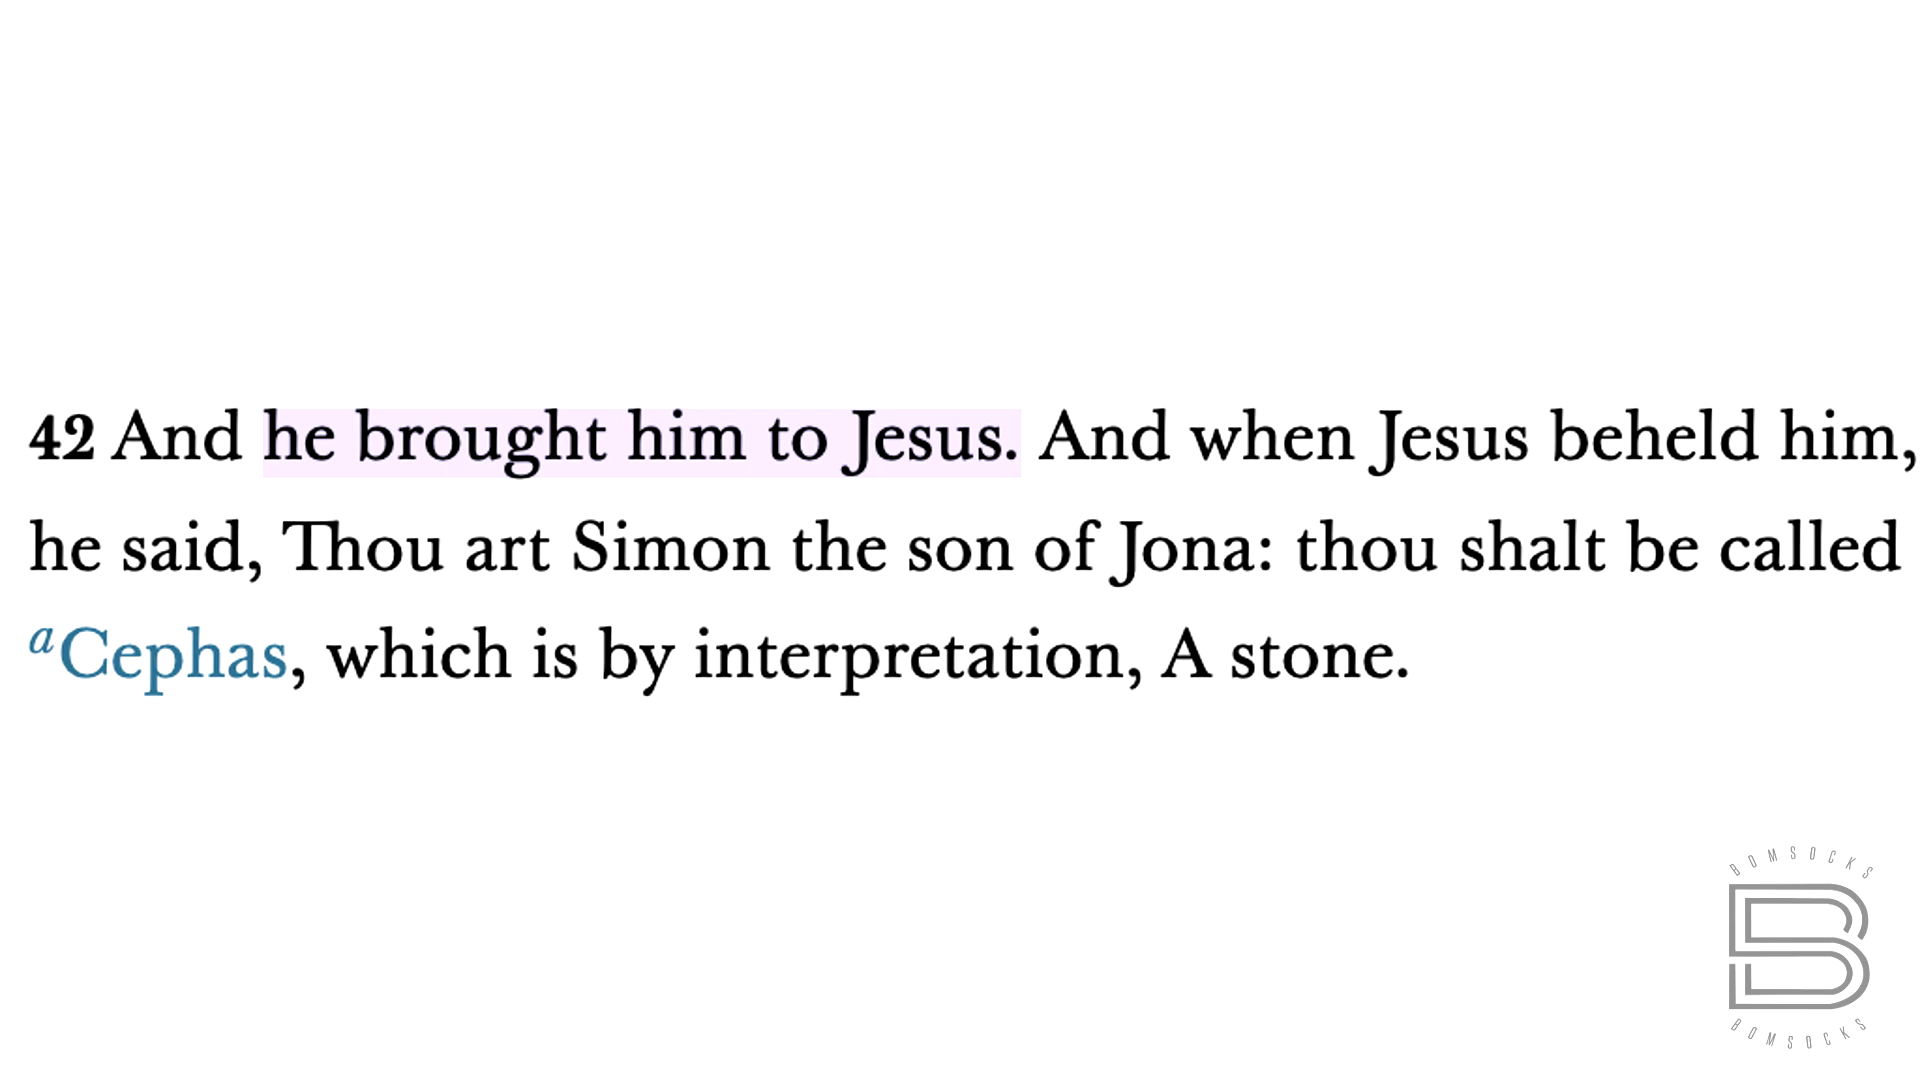 42 And he brought him to Jesus. And when Jesus beheld him,
he said, Thou art Simon the son of Jona: thou shalt be called
aCephas, which is by interpretation, A stone.
BOMSOCKS
B
BOMSOCKS